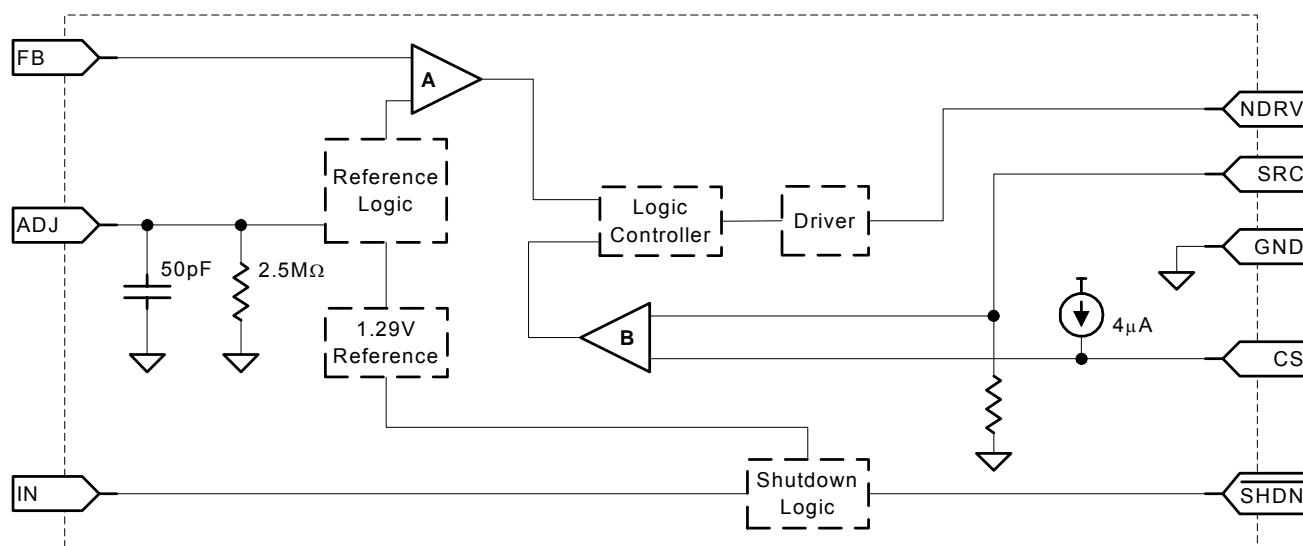 FB
A
NDRV
Reference
Logic
SRC
Logic
Controller
Driver
ADJ
GND
50pF
2.5MΩ
1.29V
Reference
B
4μA
CS
Shutdown
Logic
IN
SHDN